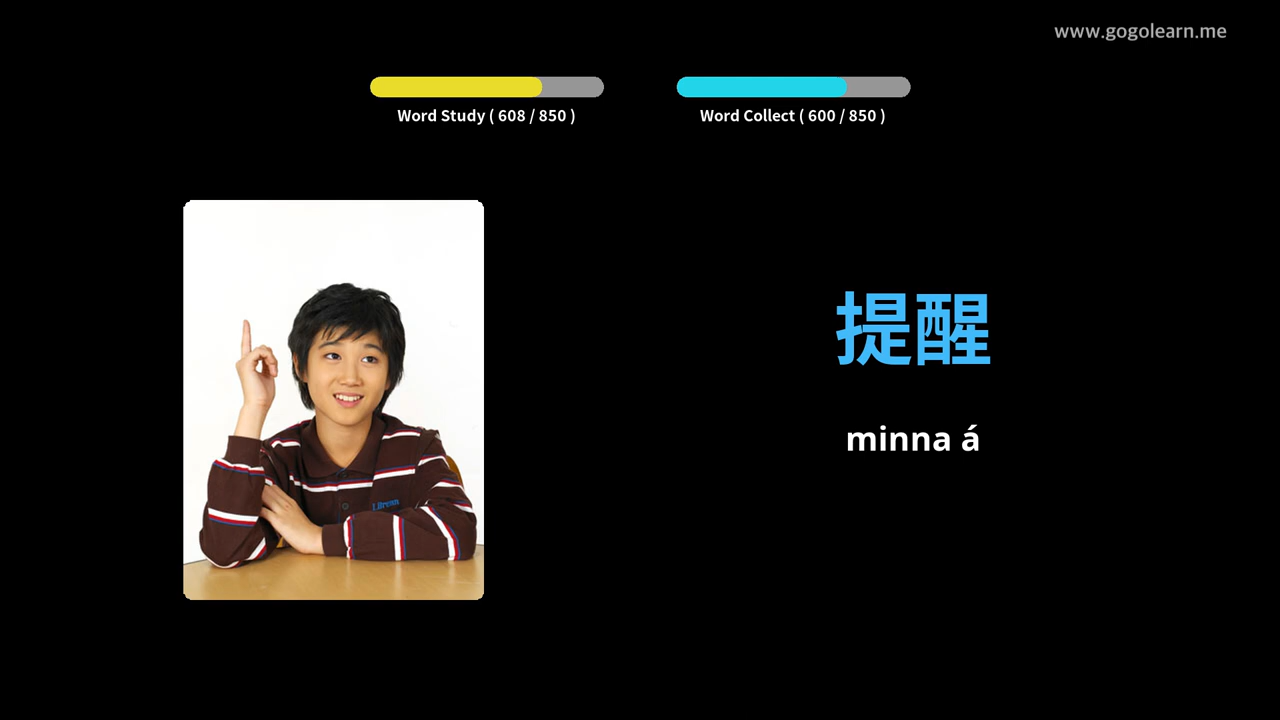 www.gogolearn.me
Word Study ( 608 / 850 )
Word Collect ( 600 / 850 )
提醒
minna á